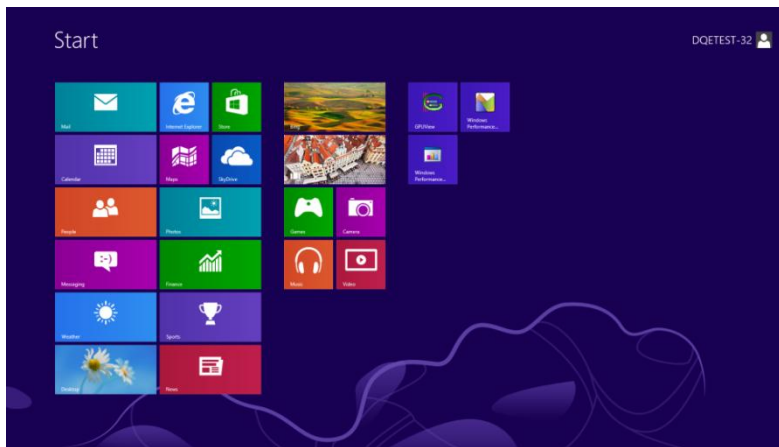 Start
DQETEST-32
Mail
Internet Explorer
Store
Bing
GPUView
Windows Performance...
Calendar
Maps
SkyDrive
Windows Performance...
People
Photos
Games
Camera
Messaging
Finance
Music
Video
Weather
Sports
Desktop
News